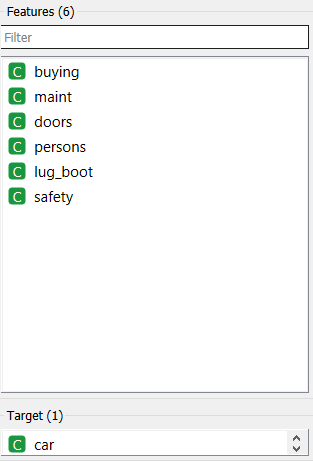 Features (6)
Filter
C buying
C maint
C doors
C persons
C lug_boot
C safety
Target (1)
C car